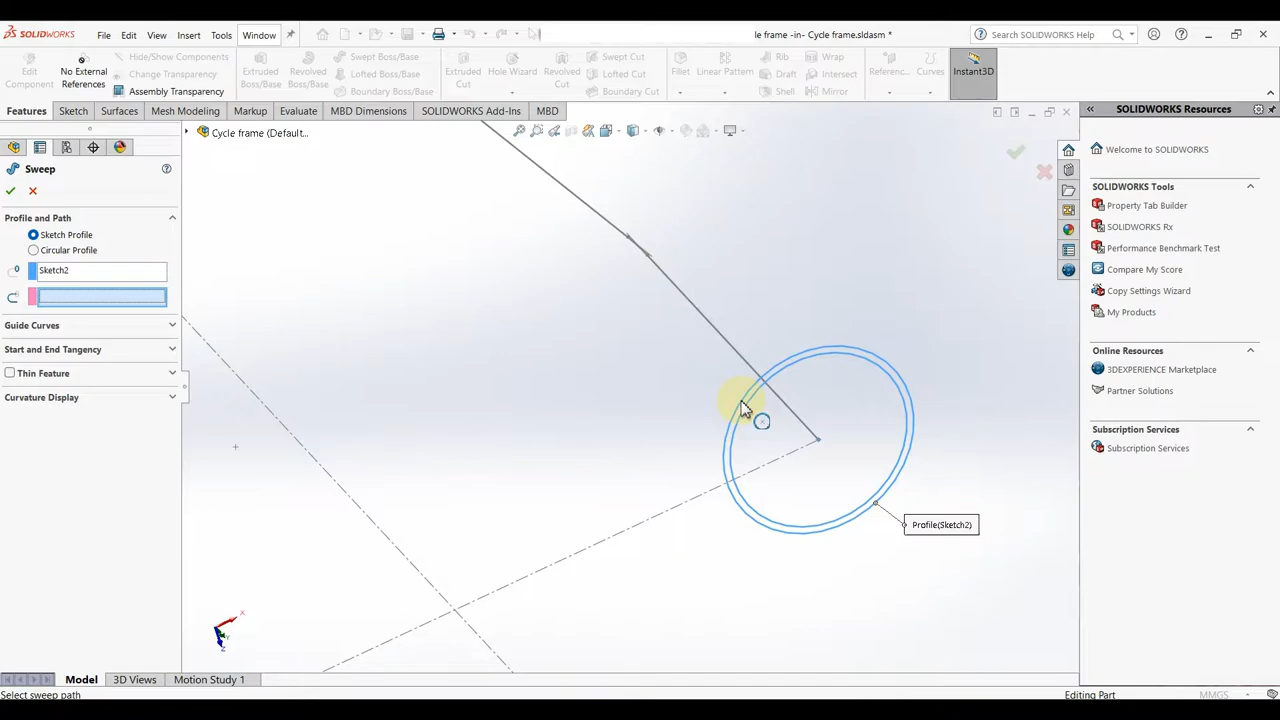 SOLIDWORKS
File Edit View Insert Tools Window
le frame -in- Cycle frame.sldasm *
Search SOLIDWORKS Help
Edit Component
No External References
Hide/Show Components
Change Transparency
Assembly Transparency
Extruded Boss/Base
Revolved Boss/Base
Swept Boss/Base
Lofted Boss/Base
Boundary Boss/Base
Extruded Cut
Hole Wizard
Revolved Cut
Swept Cut
Lofted Cut
Boundary Cut
Fillet
Linear Pattern
Rib
Draft
Shell
Wrap
Intersect
Mirror
Referenc...
Curves
Instant3D
Features Sketch Surfaces Mesh Modeling Markup Evaluate MBD Dimensions SOLIDWORKS Add-Ins MBD
Cycle frame (Default...
Sweep
Profile and Path
Sketch Profile
Circular Profile
Sketch2
Guide Curves
Start and End Tangency
Thin Feature
Curvature Display
Profile(Sketch2)
X
Y
Z
SOLIDWORKS Resources
Welcome to SOLIDWORKS
SOLIDWORKS Tools
Property Tab Builder
SOLIDWORKS Rx
Performance Benchmark Test
Compare My Score
Copy Settings Wizard
My Products
Online Resources
3DEXPERIENCE Marketplace
Partner Solutions
Subscription Services
Subscription Services
Model 3D Views Motion Study 1
Select sweep path
Editing Part
MMGS